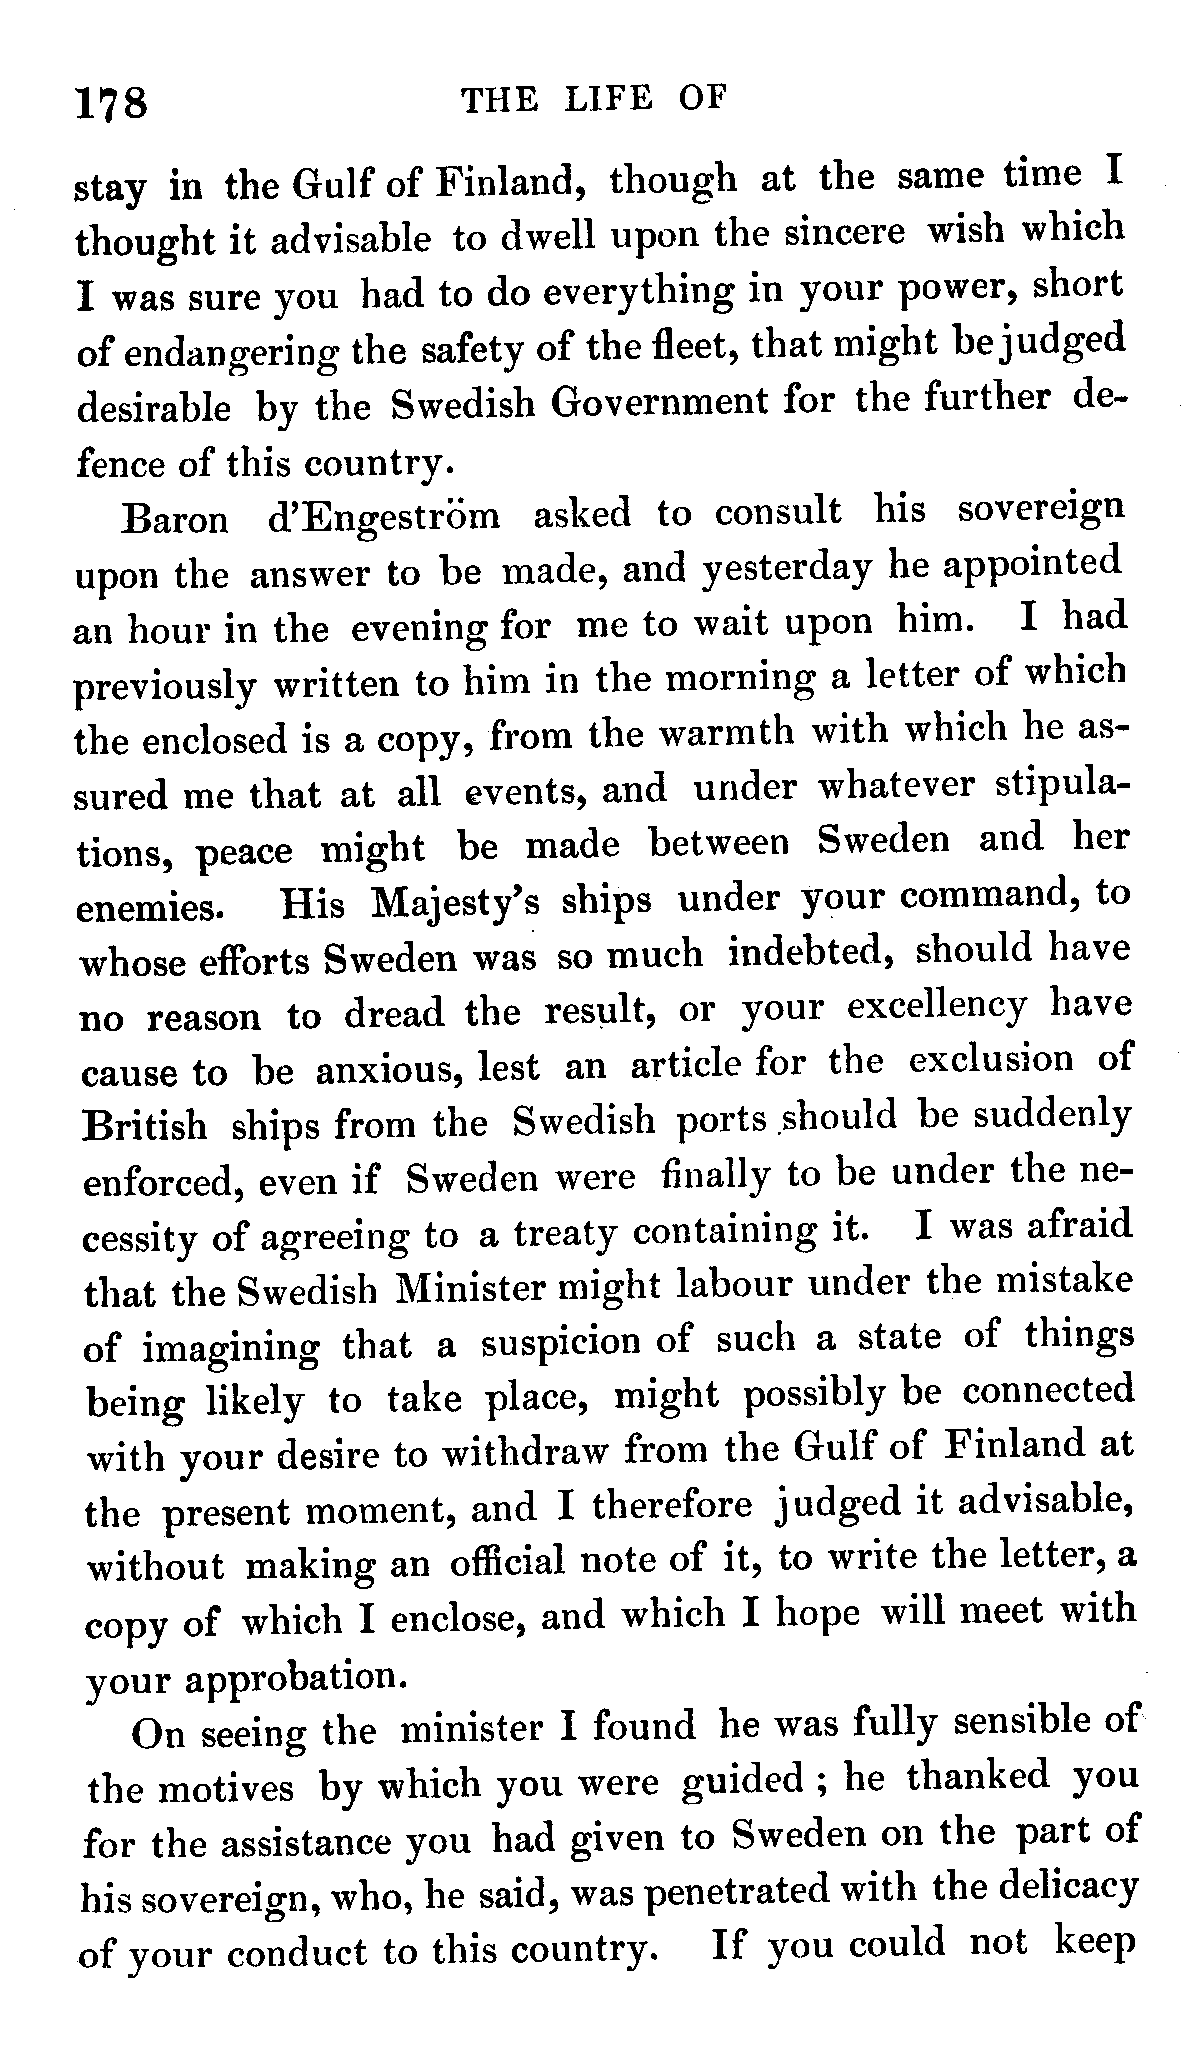 178 THE LIFE OF
stay in the Gulf of Finland, though at the same time I
thought it advisable to dwell upon the sincere wish which
I was sure you had to do everything in your power, short
of endangering the safety of the fleet, that might be judged
desirable by the Swedish Government for the further de-
fence of this country.
Baron d'Engeström asked to consult his sovereign
upon the answer to be made, and yesterday he appointed
an hour in the evening for me to wait upon him. I had
previously written to him in the morning a letter of which
the enclosed is a copy, from the warmth with which he as-
sured me that at all events, and under whatever stipula-
tions, peace might be made between Sweden and her
enemies. His Majesty's ships under your command, to
whose efforts Sweden was so much indebted, should have
no reason to dread the result, or your excellency have
cause to be anxious, lest an article for the exclusion of
British ships from the Swedish ports should be suddenly
enforced, even if Sweden were finally to be under the ne-
cessity of agreeing to a treaty containing it. I was afraid
that the Swedish Minister might labour under the mistake
of imagining that a suspicion of such a state of things
being likely to take place, might possibly be connected
with your desire to withdraw from the Gulf of Finland at
the present moment, and I therefore judged it advisable,
without making an official note of it, to write the letter, a
copy of which I enclose, and which I hope will meet with
your approbation.
On seeing the minister I found he was fully sensible of
the motives by which you were guided ; he thanked you
for the assistance you had given to Sweden on the part of
his sovereign, who, he said, was penetrated with the delicacy
of your conduct to this country. If you could not keep